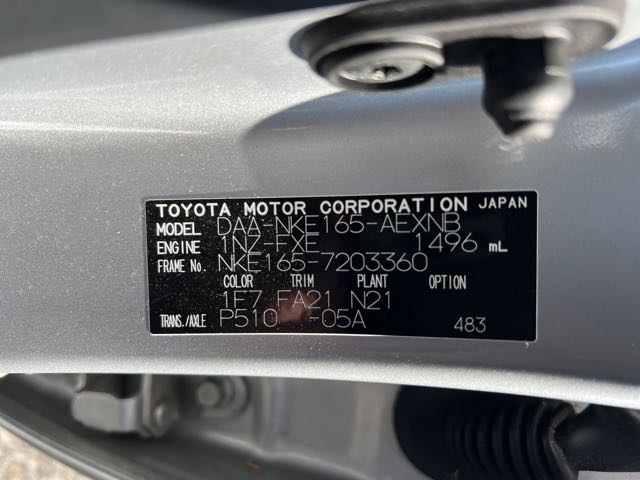 TOYOTA MOTOR CORPORATION JAPAN
MODEL DAA-NKE165-AEXNB
ENGINE 1NZ-FXE 1496 mL
FRAME No. NKE165-7203360
COLOR TRIM PLANT OPTION
1F7 FA21 N21
TRANS./AXLE P510 -05A 483